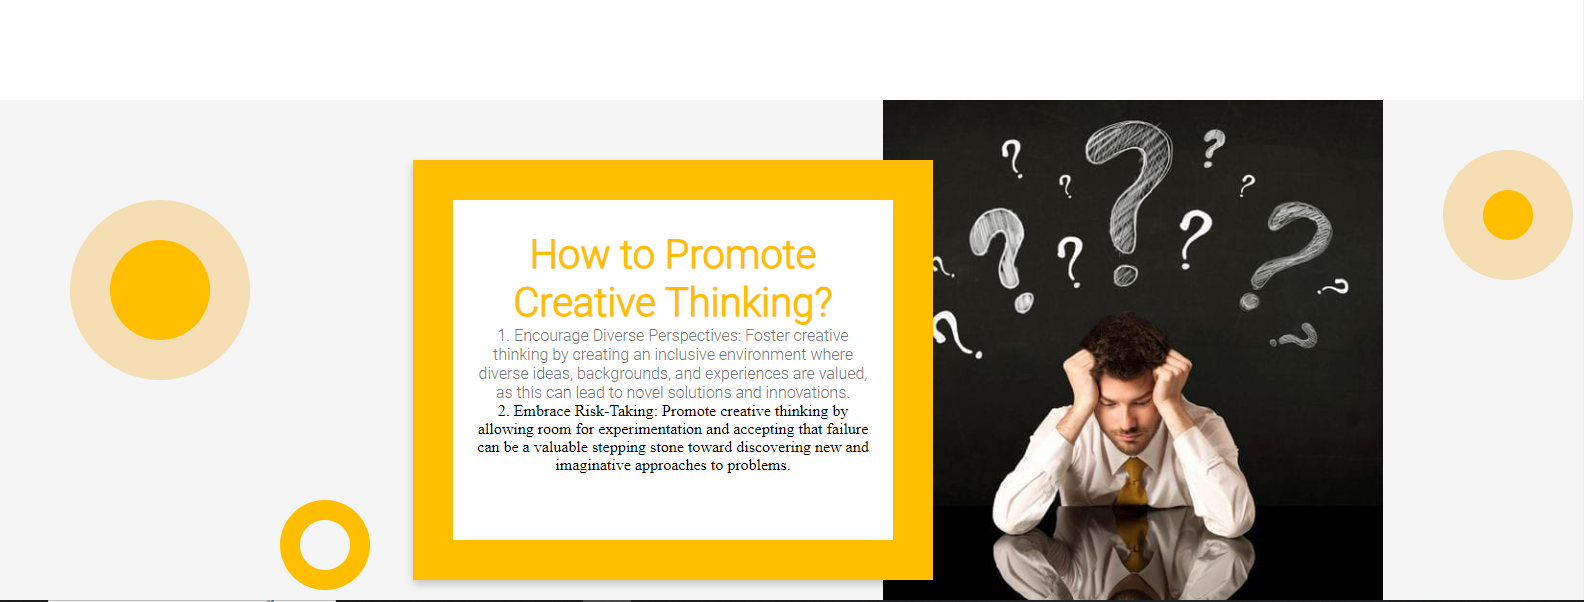 How to Promote
Creative Thinking?
1. Encourage Diverse Perspectives: Foster creative
thinking by creating an inclusive environment where
diverse ideas, backgrounds, and experiences are valued,
as this can lead to novel solutions and innovations.
2. Embrace Risk-Taking: Promote creative thinking by
allowing room for experimentation and accepting that failure
can be a valuable stepping stone toward discovering new and
imaginative approaches to problems.